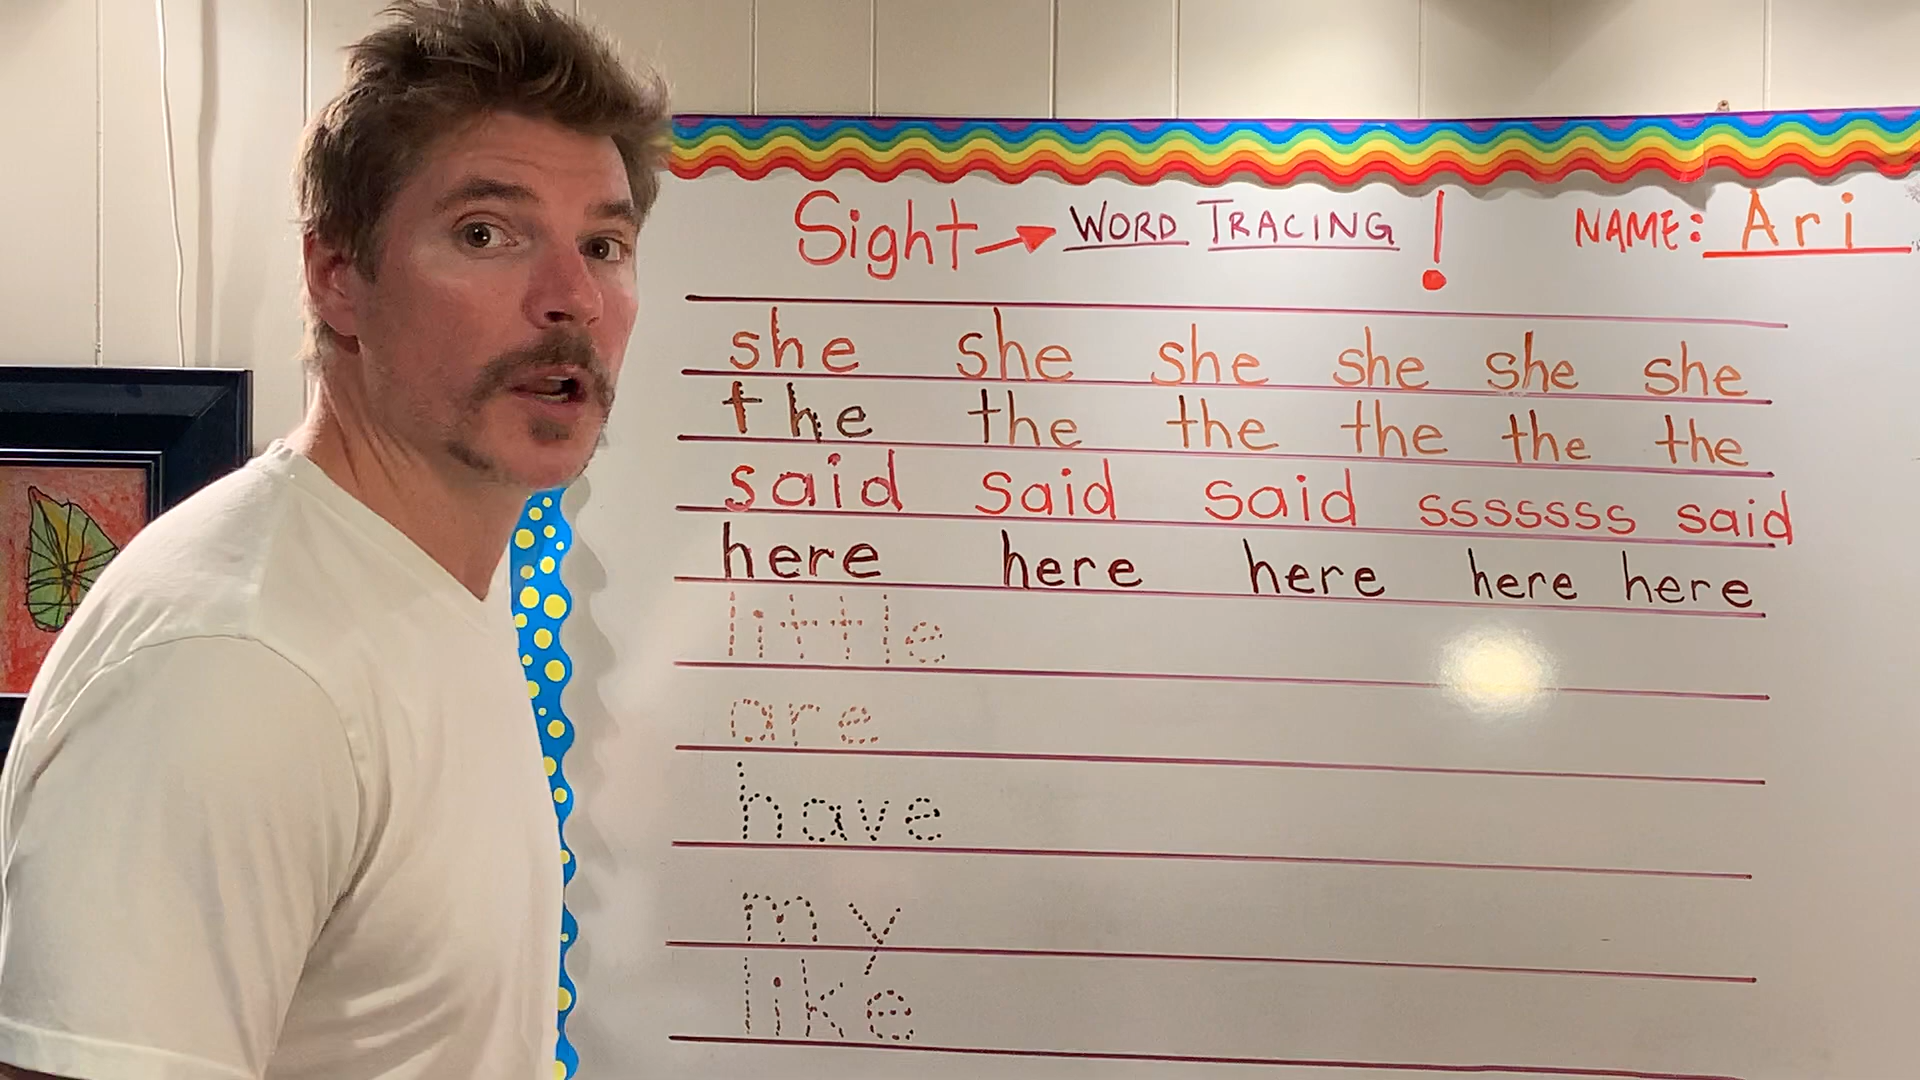 Sight → WORD TRACING! NAME: Ari
she she she she she she
the the the the the the
said said said sssssss said
here here here here here
little
are
have
my
like